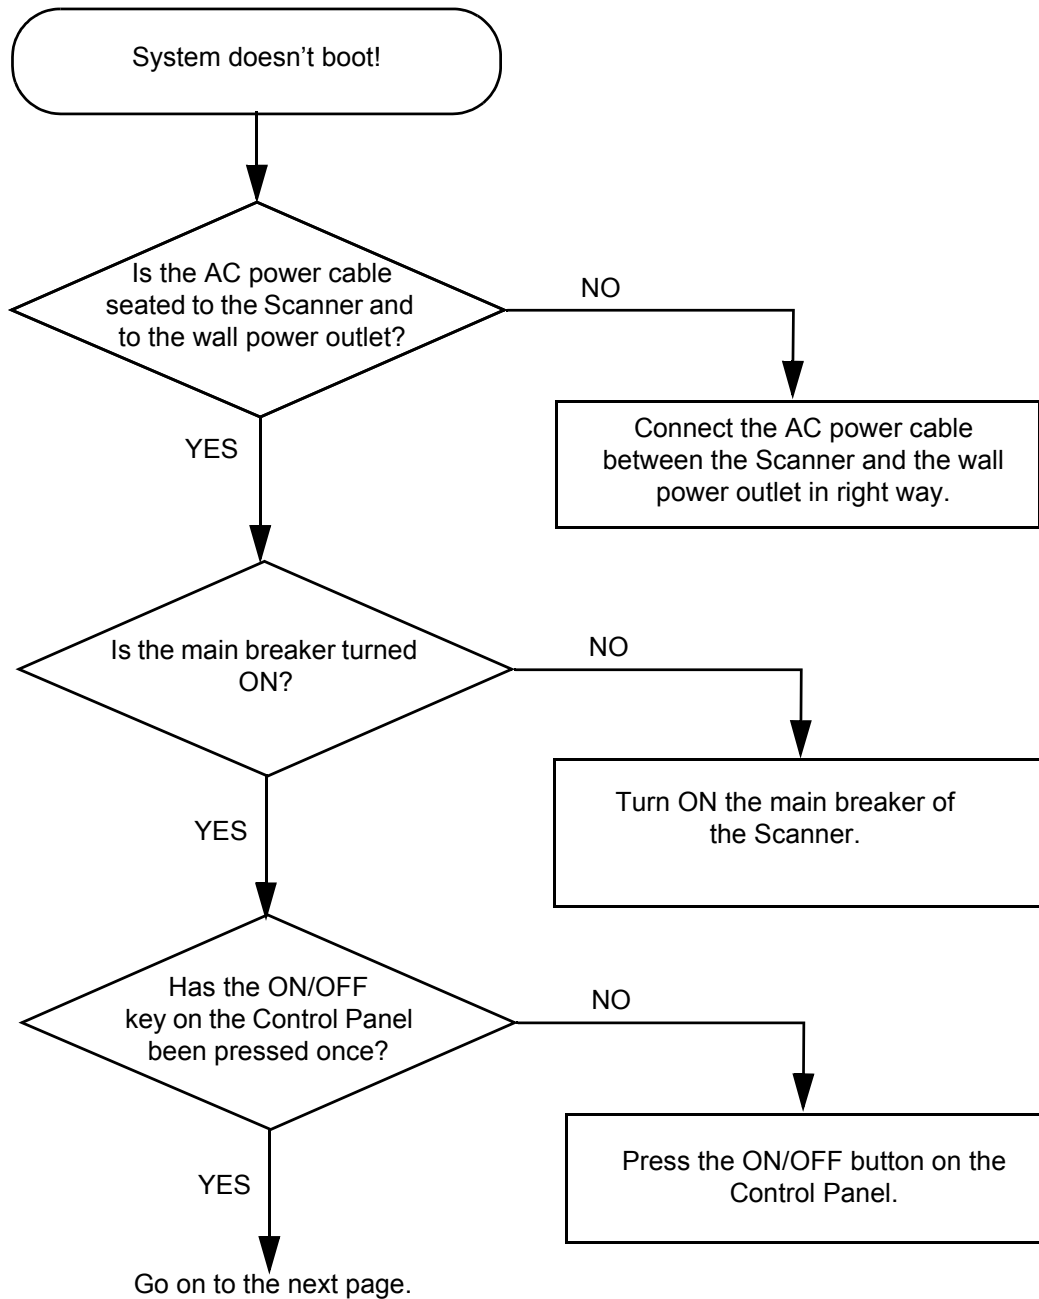 System doesn’t boot!
Is the AC power cable
seated to the Scanner and
to the wall power outlet?
NO
Connect the AC power cable
between the Scanner and the wall
power outlet in right way.
YES
Is the main breaker turned
ON?
NO
Turn ON the main breaker of
the Scanner.
YES
Has the ON/OFF
key on the Control Panel
been pressed once?
NO
Press the ON/OFF button on the
Control Panel.
YES
Go on to the next page.